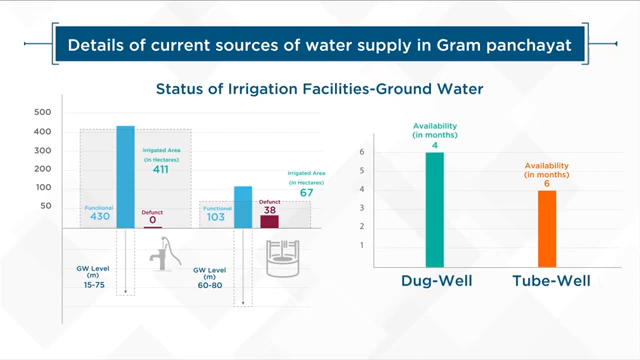 Details of current sources of water supply in Gram panchayat
Status of Irrigation Facilities-Ground Water
500
400
300
200
100
50
Functional
430
Irrigated Area
(in Hectares)
411
Defunct
0
Functional
103
Defunct
38
Irrigated Area
(in Hectares)
67
GW Level
(m)
15-75
GW Level
(m)
60-80
6
5
4
3
2
1
Availability
(in months)
4
Availability
(in months)
6
Dug-Well
Tube-Well